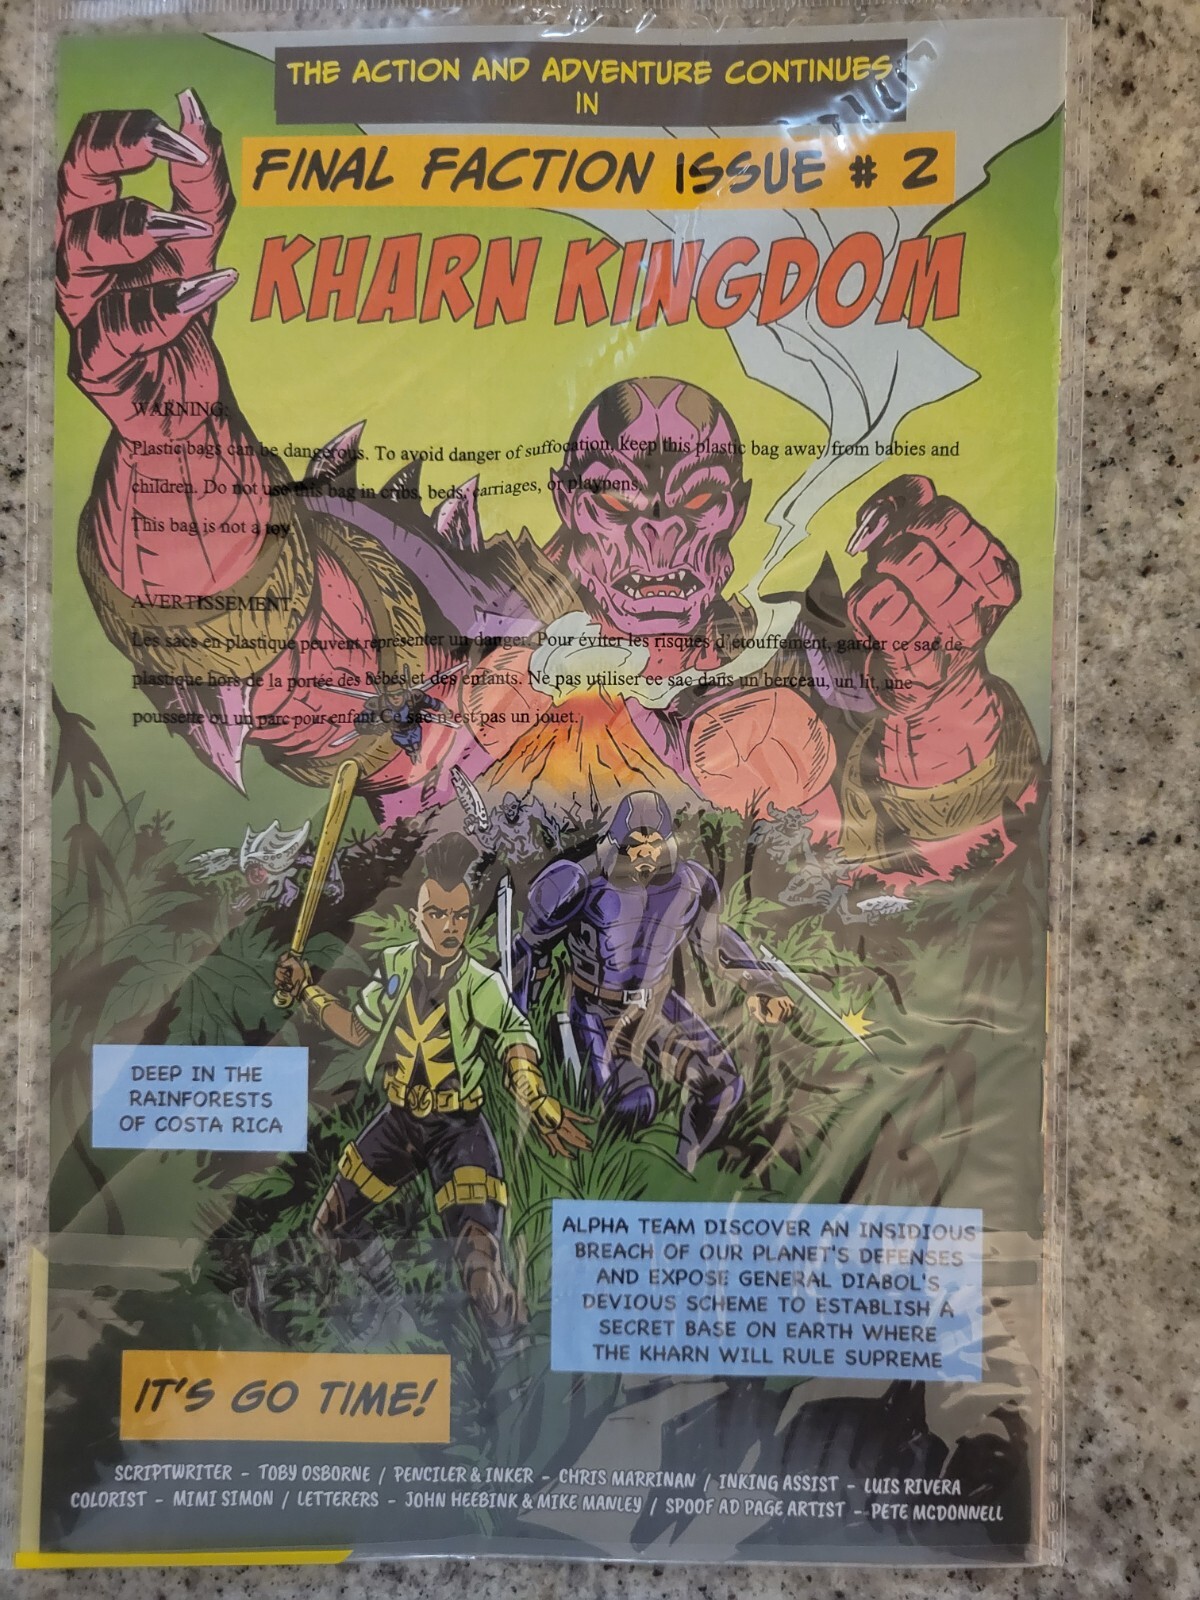 THE ACTION AND ADVENTURE CONTINUES
IN
FINAL FACTION ISSUE # 2
KHARN KINGDOM
WARNING:
Plastic bags can be dangerous. To avoid danger of suffocation, keep this plastic bag away from babies and
children. Do not use this bag in cribs, beds, carriages, or playpens.
This bag is not a toy.
AVERTISSEMENT:
Les sacs en plastique peuvent représenter un danger. Pour éviter les risques d'étouffement, garder ce sac de
plastique hors de la portée des bébés et des enfants. Ne pas utiliser ce sac dans un berceau, un lit, une
poussette ou un parc pour enfant.Ce sac n'est pas un jouet.
DEEP IN THE
RAINFORESTS
OF COSTA RICA
ALPHA TEAM DISCOVER AN INSIDIOUS
BREACH OF OUR PLANET'S DEFENSES
AND EXPOSE GENERAL DIABOL'S
DEVIOUS SCHEME TO ESTABLISH A
SECRET BASE ON EARTH WHERE
THE KHARN WILL RULE SUPREME
IT'S GO TIME!
SCRIPTWRITER - TOBY OSBORNE / PENCILER & INKER - CHRIS MARRINAN / INKING ASSIST - LUIS RIVERA
COLORIST - MIMI SIMON / LETTERERS - JOHN HEEBINK & MIKE MANLEY / SPOOF AD PAGE ARTIST - PETE MCDONNELL